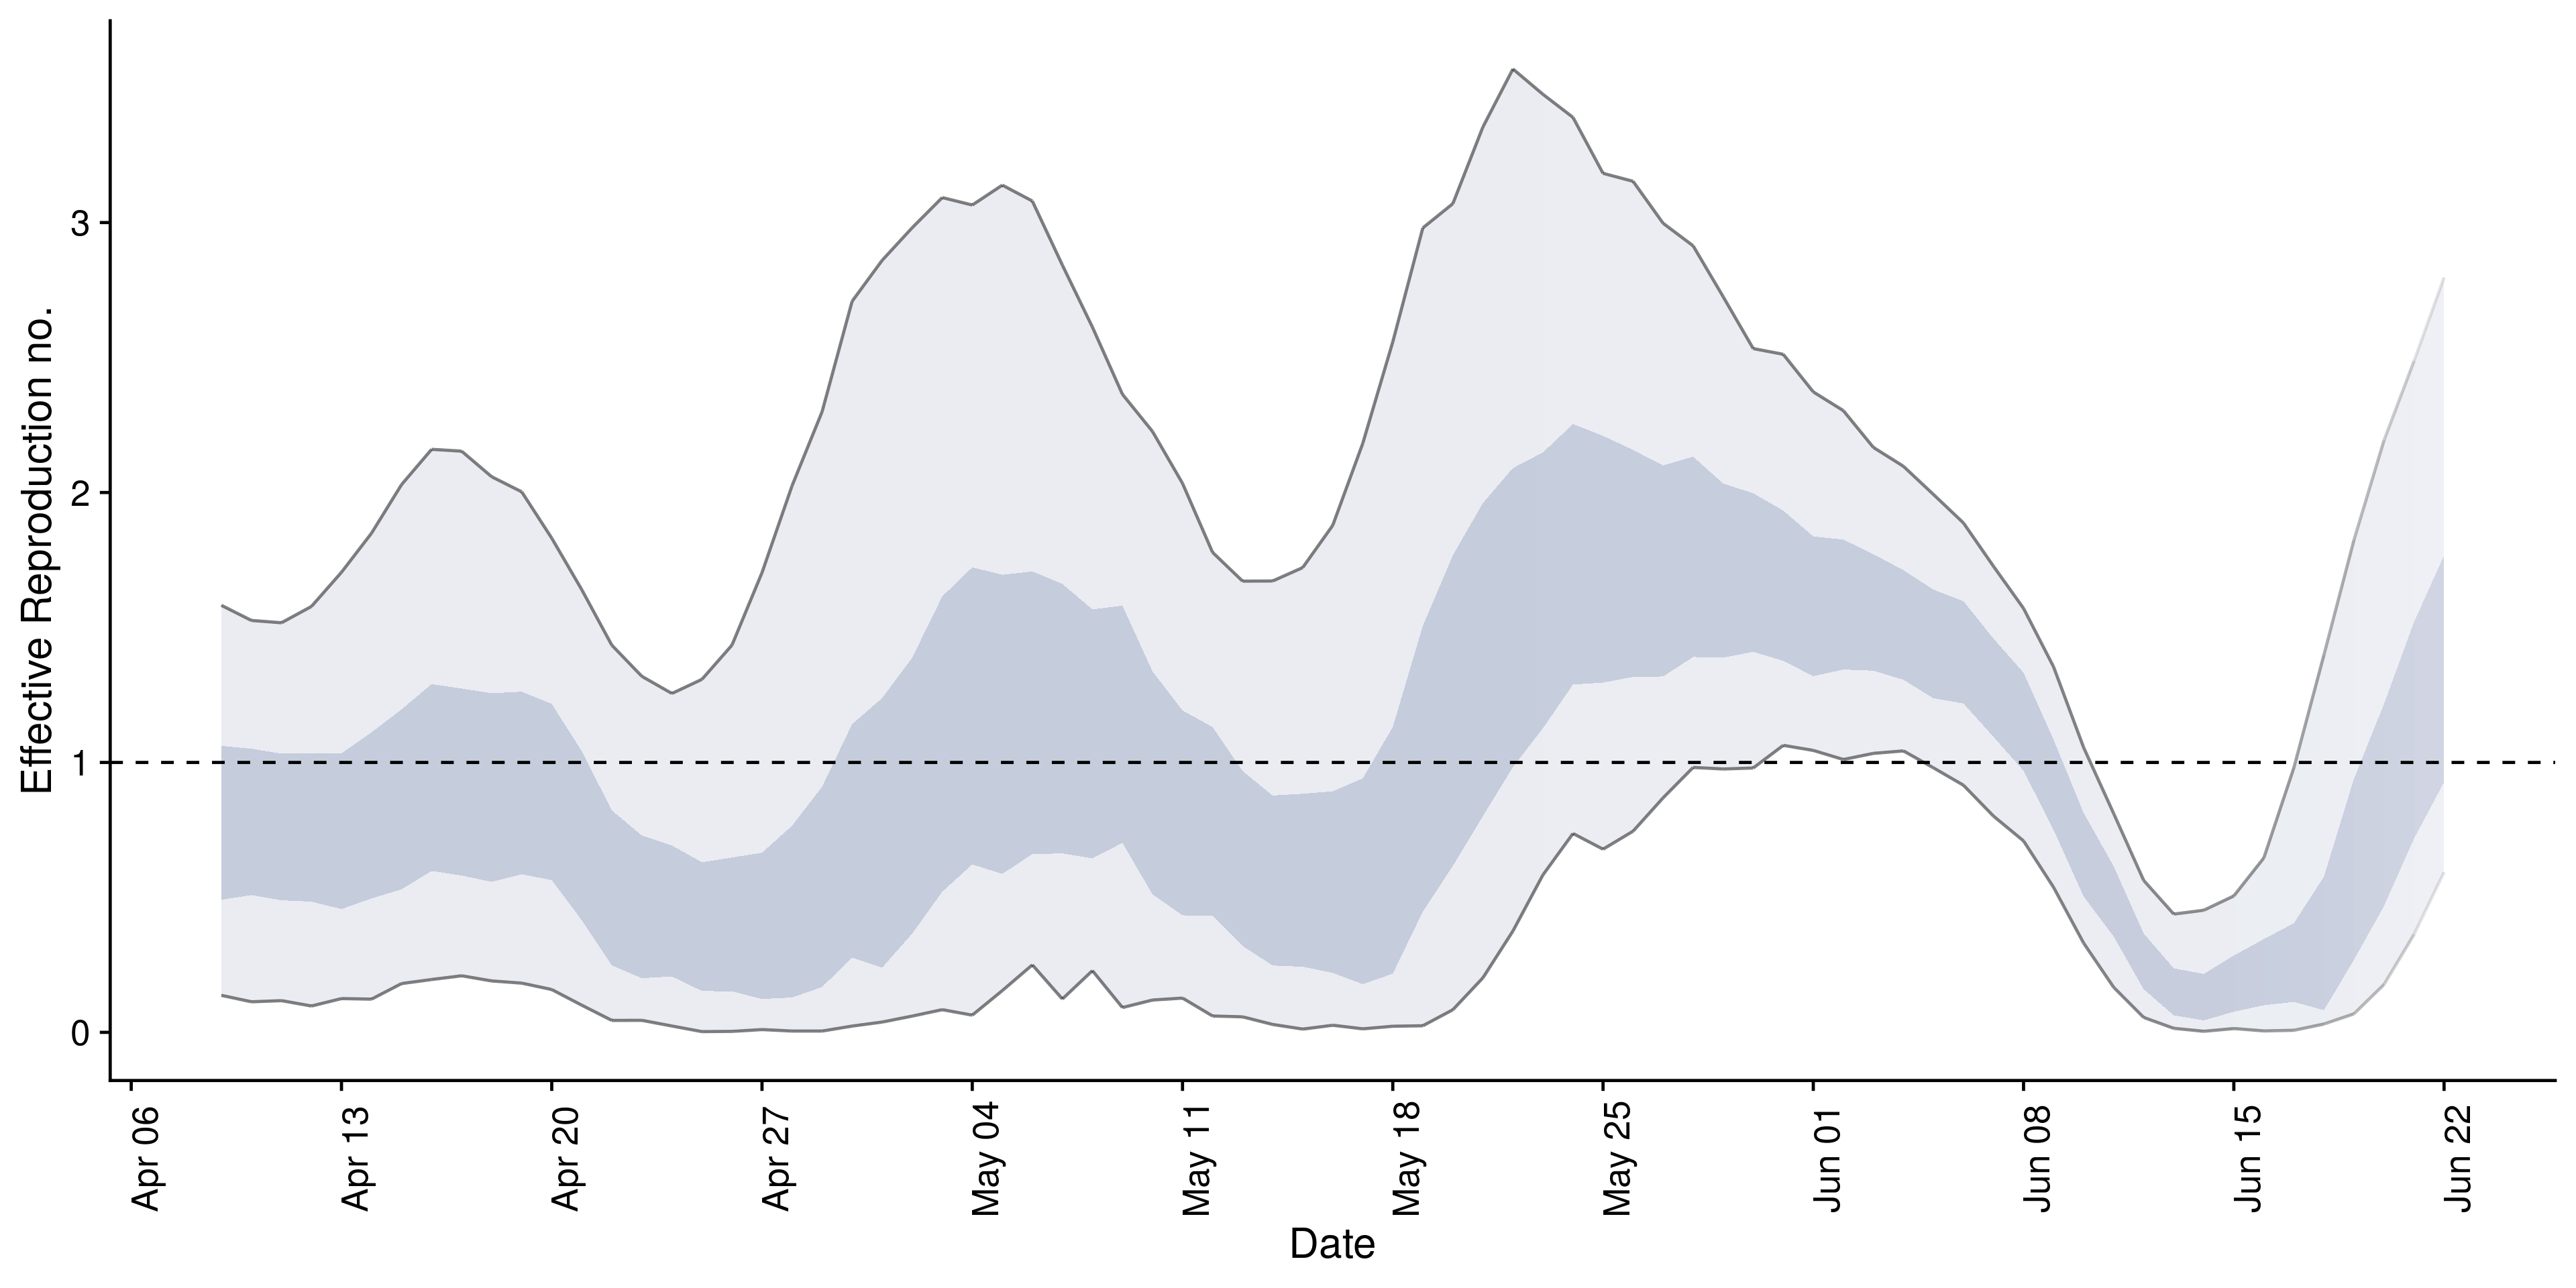 Effective Reproduction no.
3
2
1
0
Apr 06
Apr 13
Apr 20
Apr 27
May 04
May 11
May 18
May 25
Jun 01
Jun 08
Jun 15
Jun 22
Date